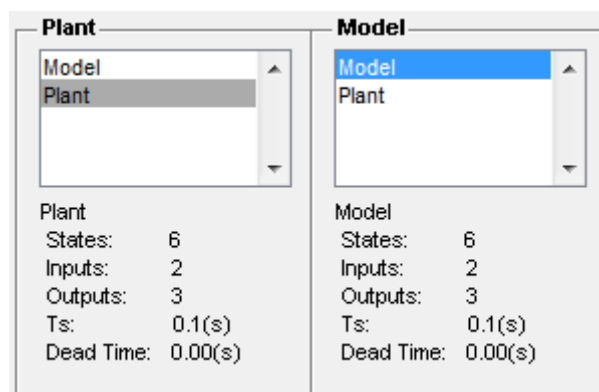 Plant
Model
Plant
Plant
States: 6
Inputs: 2
Outputs: 3
Ts: 0.1(s)
Dead Time: 0.00(s)
Model
Model
Plant
Model
States: 6
Inputs: 2
Outputs: 3
Ts: 0.1(s)
Dead Time: 0.00(s)